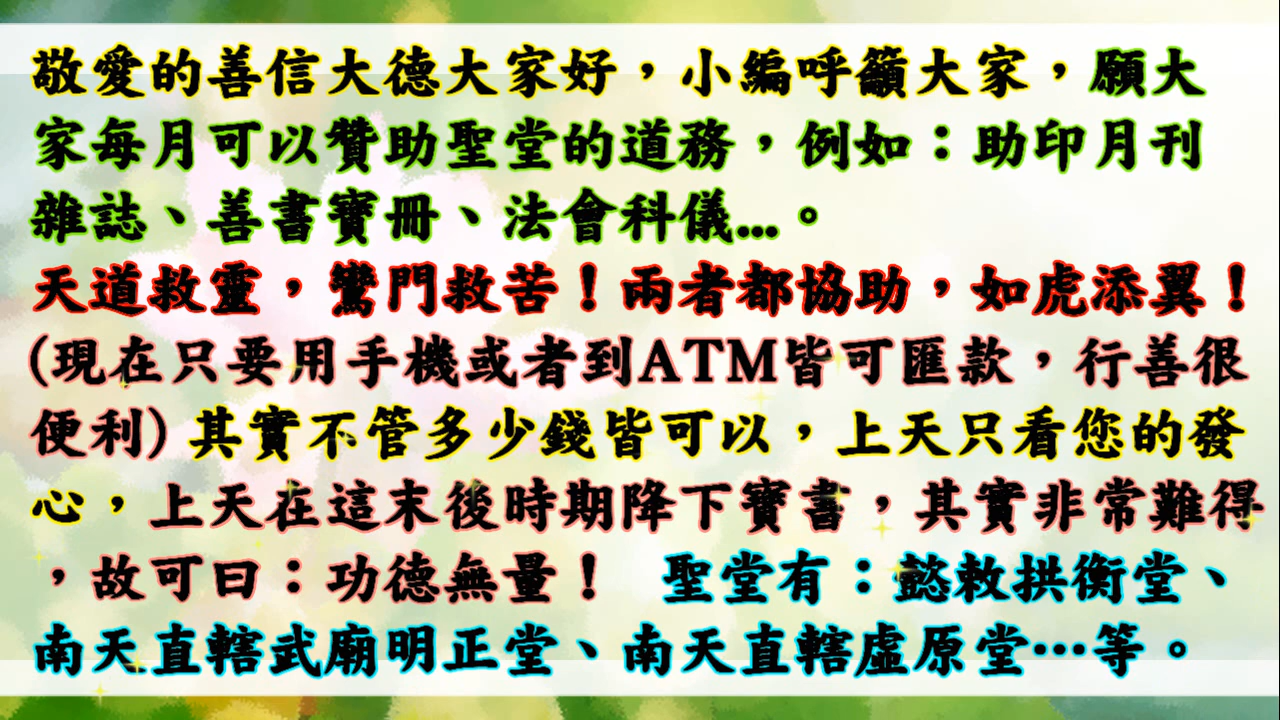 敬愛的善信大德大家好，小編呼籲大家，願大
家每月可以贊助聖堂的道務，例如：助印月刊
雜誌、善書寶冊、法會科儀...。
天道救靈，鸞門救苦！兩者都協助，如虎添翼！
(現在只要用手機或者到ATM皆可匯款，行善很
便利) 其實不管多少錢皆可以，上天只看您的發
心，上天在這末後時期降下寶書，其實非常難得
，故可曰：功德無量！ 聖堂有：懿敕拱衡堂、
南天直轄武廟明正堂、南天直轄虛原堂…等。